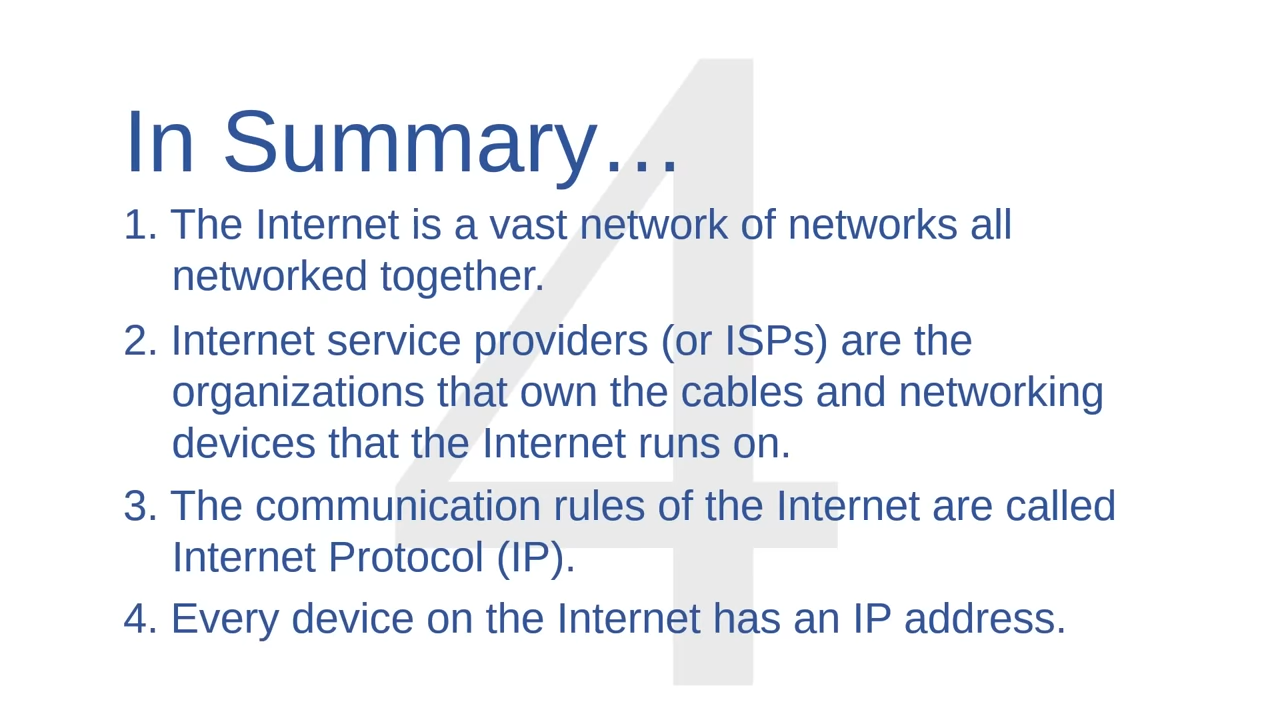 In Summary…
1. The Internet is a vast network of networks all
networked together.
2. Internet service providers (or ISPs) are the
organizations that own the cables and networking
devices that the Internet runs on.
3. The communication rules of the Internet are called
Internet Protocol (IP).
4. Every device on the Internet has an IP address.
4